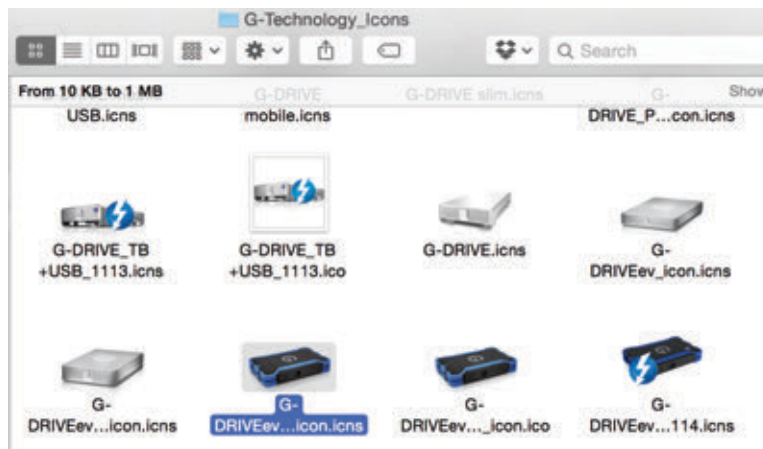 G-Technology_Icons
Search
From 10 KB to 1 MB
Show
G-DRIVE slim.icns
USB.icns
G-DRIVE
mobile.icns
G-
DRIVE_P...con.icns
G-DRIVE_TB
+USB_1113.icns
G-DRIVE_TB
+USB_1113.ico
G-DRIVE.icns
G-
DRIVEev_icon.icns
G-
DRIVEev...icon.icns
G-
DRIVEev...icon.icns
G-
DRIVEev..._icon.ico
G-
DRIVEev...114.icns